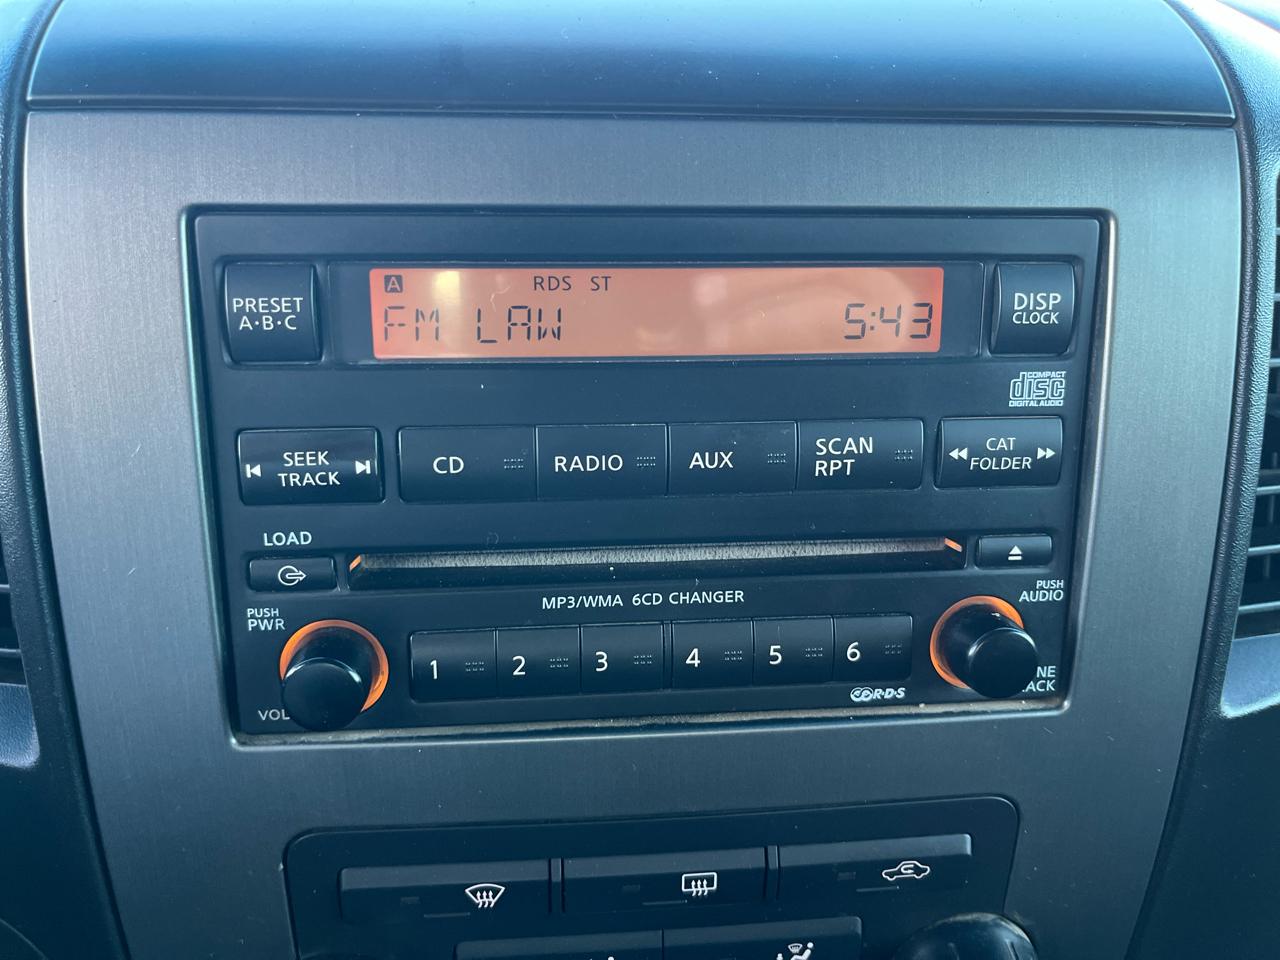 PRESET
A·B·C
A RDS ST
FM LAW 5:43
DISP
CLOCK
COMPACT
disc
DIGITAL AUDIO
SEEK
TRACK
CD
RADIO
AUX
SCAN
RPT
CAT
FOLDER
LOAD
MP3/WMA 6CD CHANGER
PUSH
PWR
VOL
1 2 3 4 5 6
R·D·S
PUSH
AUDIO